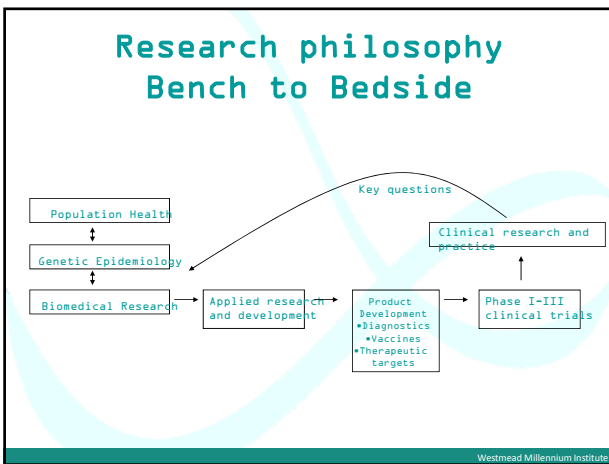 Research philosophy
Bench to Bedside
Key questions
Population Health
Clinical research and
practice
Genetic Epidemiology
Biomedical Research
Applied research
and development
Product
Development
•Diagnostics
•Vaccines
•Therapeutic
targets
Phase I-III
clinical trials
Westmead Millennium Institute